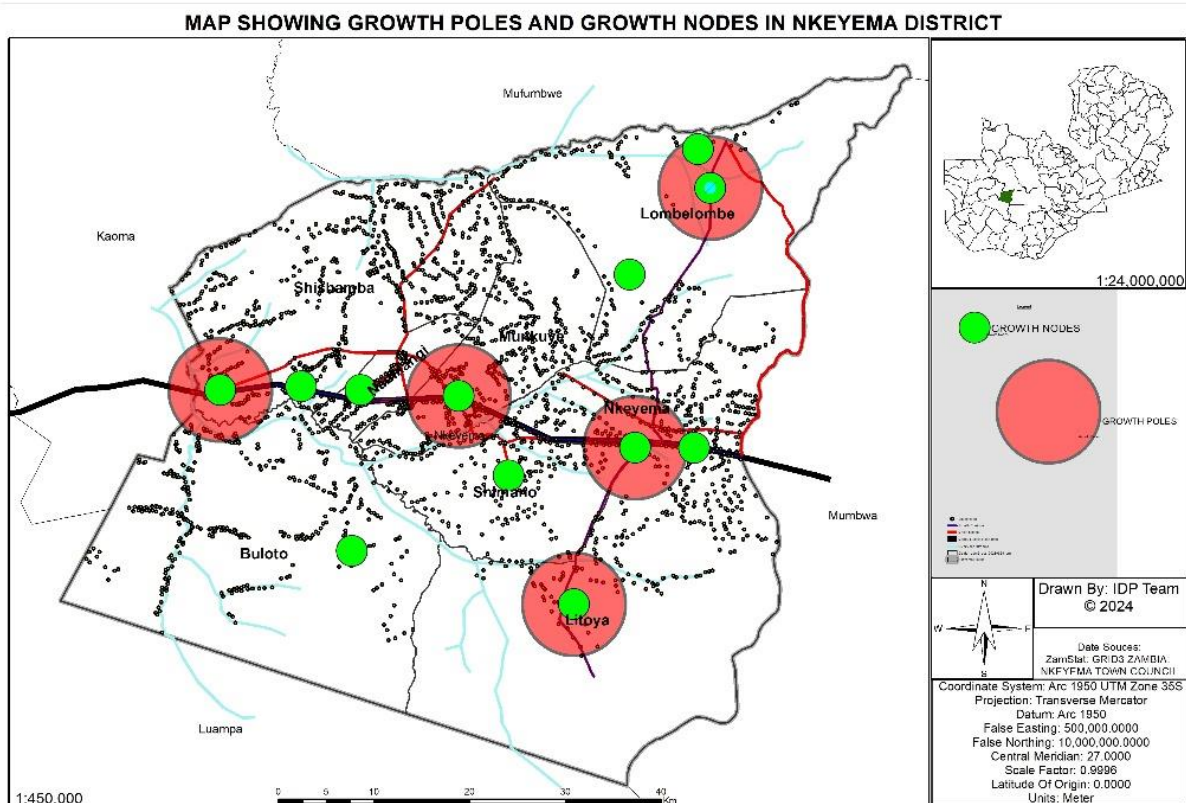 MAP SHOWING GROWTH POLES AND GROWTH NODES IN NKEYEMA DISTRICT
Mufumbwe
Kaoma
Lombelombe
Shishamba
Munkuye
Nkeyema
Nkeyema
Shimano
Buloto
Mumbwa
Litoya
Luampa
1:450,000
0 5 10 20 30 40
Km
1:24,000,000
Legend
GROWTH NODES
GROWTH POLES
N
W E
S
Drawn By: IDP Team
© 2024
Date Souces:
ZamStat: GRID3 ZAMBIA:
NKEYEMA TOWN COUNCIL
Coordinate System: Arc 1950 UTM Zone 35S
Projection: Transverse Mercator
Datum: Arc 1950
False Easting: 500,000.0000
False Northing: 10,000,000.0000
Central Meridian: 27.0000
Scale Factor: 0.9996
Latitude Of Origin: 0.0000
Units: Meter